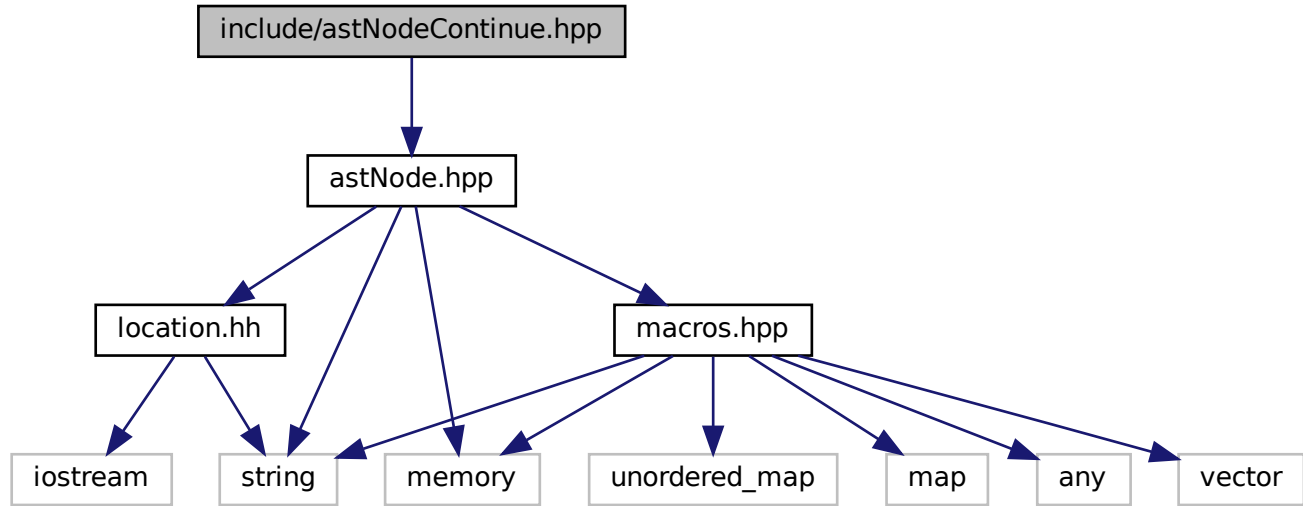 include/astNodeContinue.hpp
astNode.hpp
location.hh
macros.hpp
iostream
string
memory
unordered_map
map
any
vector